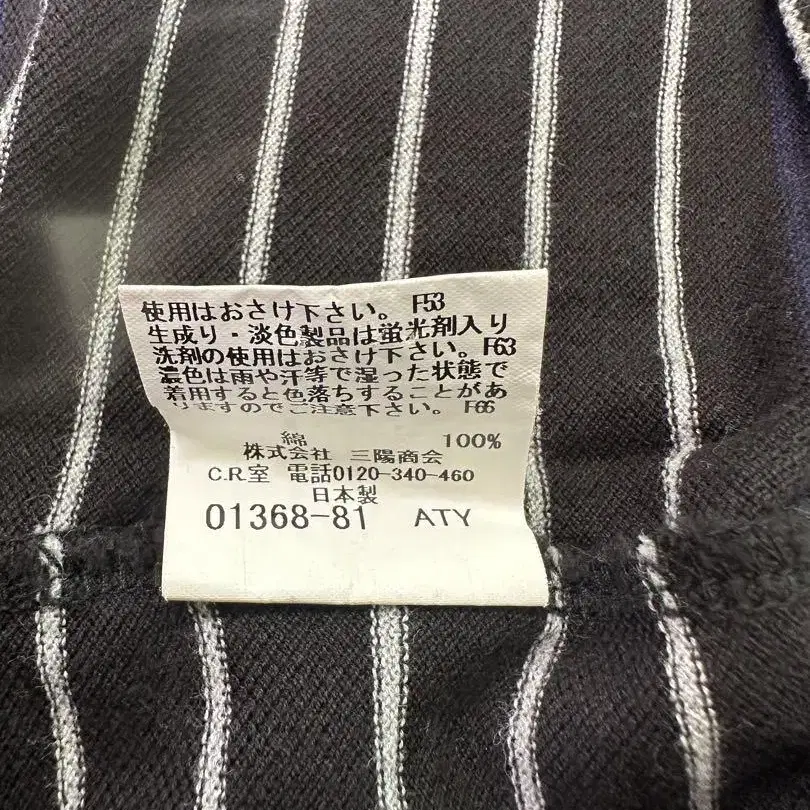 使用はおさけ下さい。 F53
生成り・淡色製品は蛍光剤入り
洗剤の使用はおさけ下さい。F63
濃色は雨や汗等で湿った状態で
着用すると色落ちすることがあ
りますのでご注意下さい。 F66
綿 100%
株式会社 三陽商会
C.R.室 電話0120-340-460
日本製
01368-81 ATY